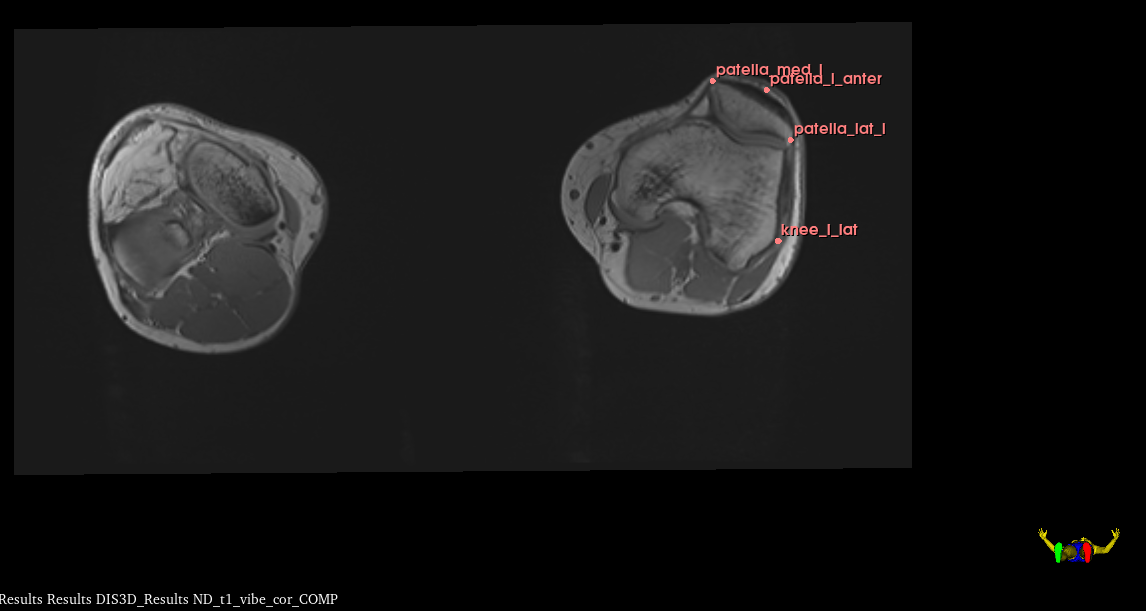 patella_med_l
patella_l_anter
patella_lat_l
knee_l_lat
Results Results DIS3D_Results ND_t1_vibe_cor_COMP